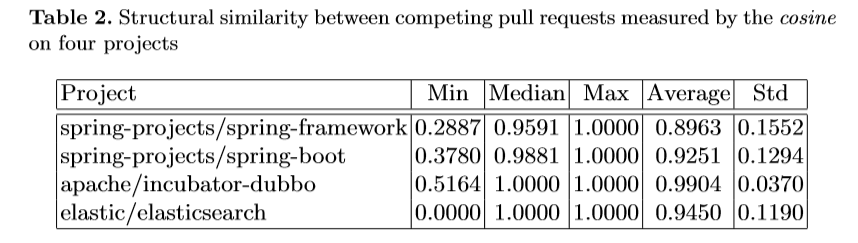 Table 2. Structural similarity between competing pull requests measured by the cosine
on four projects
Project Min Median Max Average Std
spring-projects/spring-framework 0.2887 0.9591 1.0000 0.8963 0.1552
spring-projects/spring-boot 0.3780 0.9881 1.0000 0.9251 0.1294
apache/incubator-dubbo 0.5164 1.0000 1.0000 0.9904 0.0370
elastic/elasticsearch 0.0000 1.0000 1.0000 0.9450 0.1190